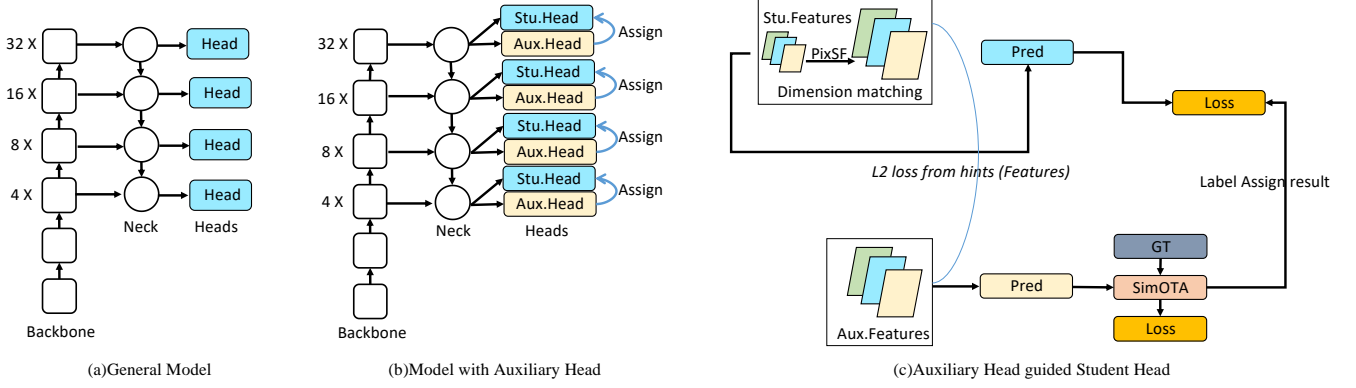 32 X
Head
16 X
Head
8 X
Head
4 X
Head
Neck
Heads
Backbone
(a)General Model
32 X
Stu.Head
Aux.Head
Assign
16 X
Stu.Head
Aux.Head
Assign
8 X
Stu.Head
Aux.Head
Assign
4 X
Stu.Head
Aux.Head
Assign
Neck
Heads
Backbone
(b)Model with Auxiliary Head
Stu.Features
PixSF
Dimension matching
Pred
Loss
L2 loss from hints (Features)
Label Assign result
GT
Pred
SimOTA
Aux.Features
Loss
(c)Auxiliary Head guided Student Head